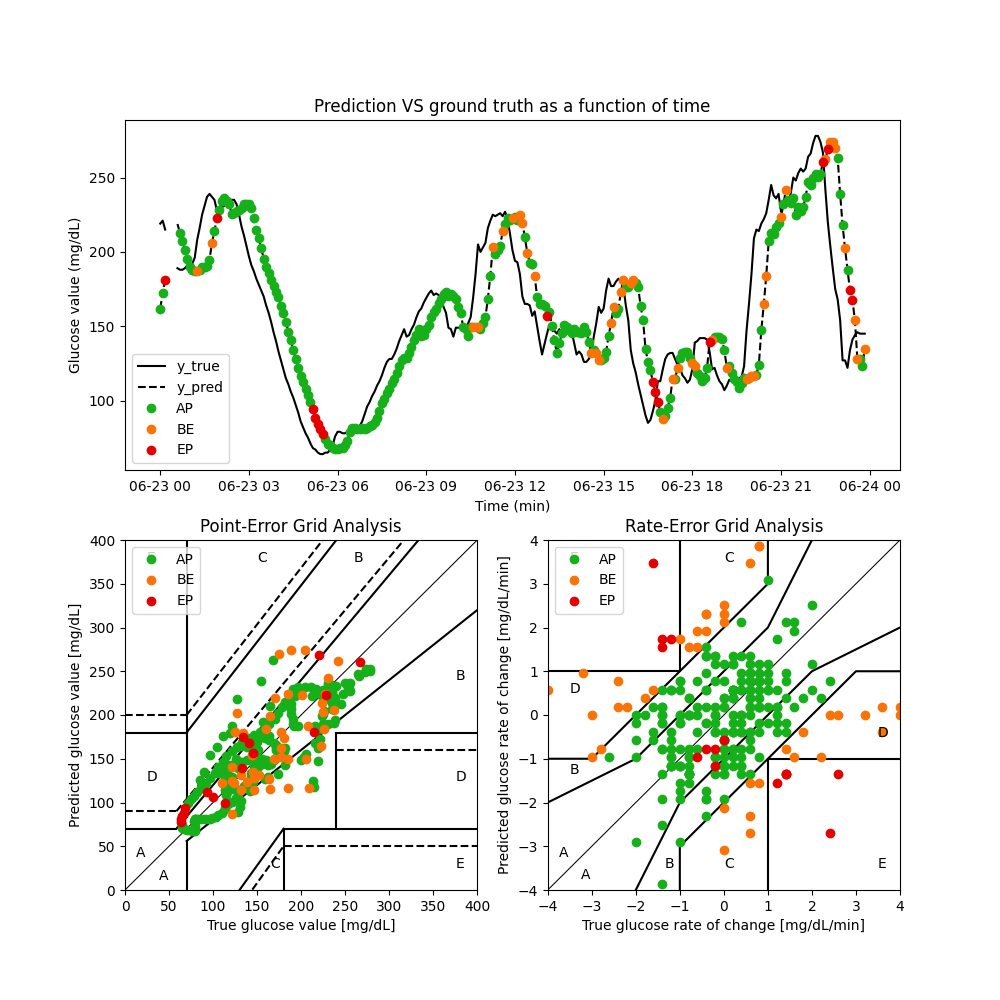 Prediction VS ground truth as a function of time
Glucose value (mg/dL)
250
200
150
100
y_true
y_pred
AP
BE
EP
06-23 00 06-23 03 06-23 06 06-23 09 06-23 12 06-23 15 06-23 18 06-23 21 06-24 00
Time (min)
Point-Error Grid Analysis
Predicted glucose value [mg/dL]
400
350
300
250
200
150
100
50
0
AP
BE
EP
C
B
B
D
D
A
A
C
E
0 50 100 150 200 250 300 350 400
True glucose value [mg/dL]
Rate-Error Grid Analysis
Predicted glucose rate of change [mg/dL/min]
4
3
2
1
0
−1
−2
−3
−4
AP
BE
EP
C
D
D
B
A
A
B
C
E
−4 −3 −2 −1 0 1 2 3 4
True glucose rate of change [mg/dL/min]